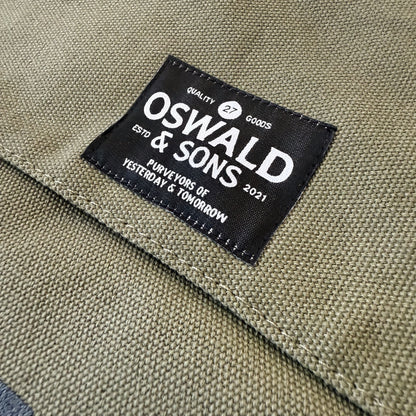 QUALITY 27 GOODS
OSWALD
& SONS
ESTD 2021
PURVEYORS OF
YESTERDAY & TOMORROW